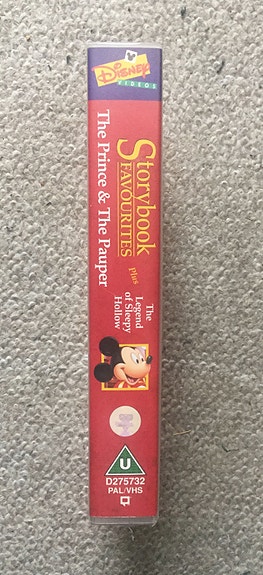 Disney
VIDEOS
Storybook
FAVOURITES
The Prince & The Pauper
plus
The
Legend
of Sleepy
Hollow
U
D275732
PAL/VHS